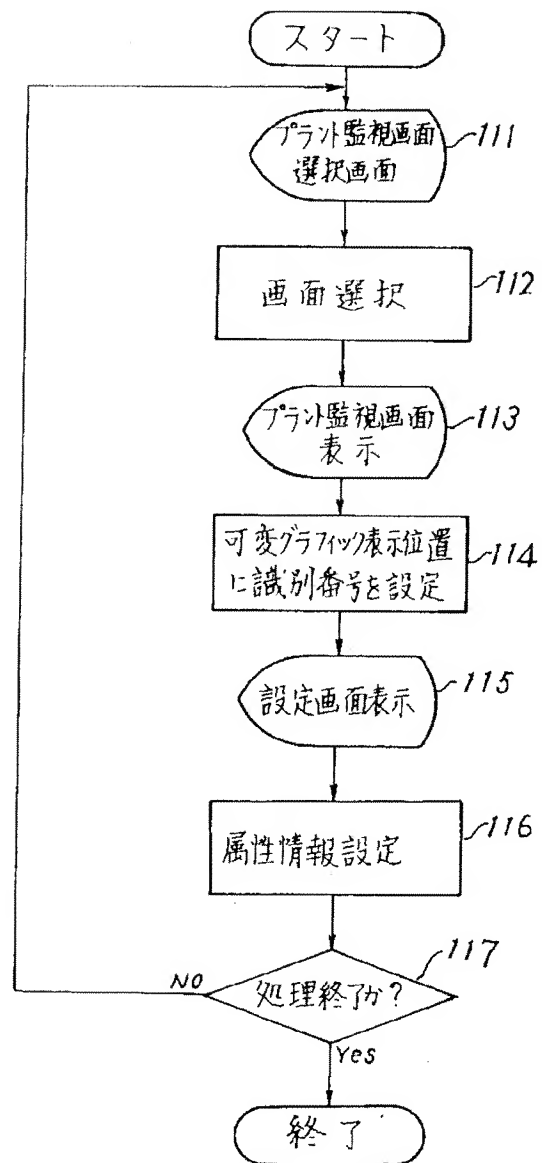 スタート
プラント監視画面
選択画面
111
画面選択
112
プラント監視画面
表示
113
可変グラフィック表示位置
に識別番号を設定
114
設定画面表示
115
属性情報設定
116
処理終了か?
117
NO
Yes
終了